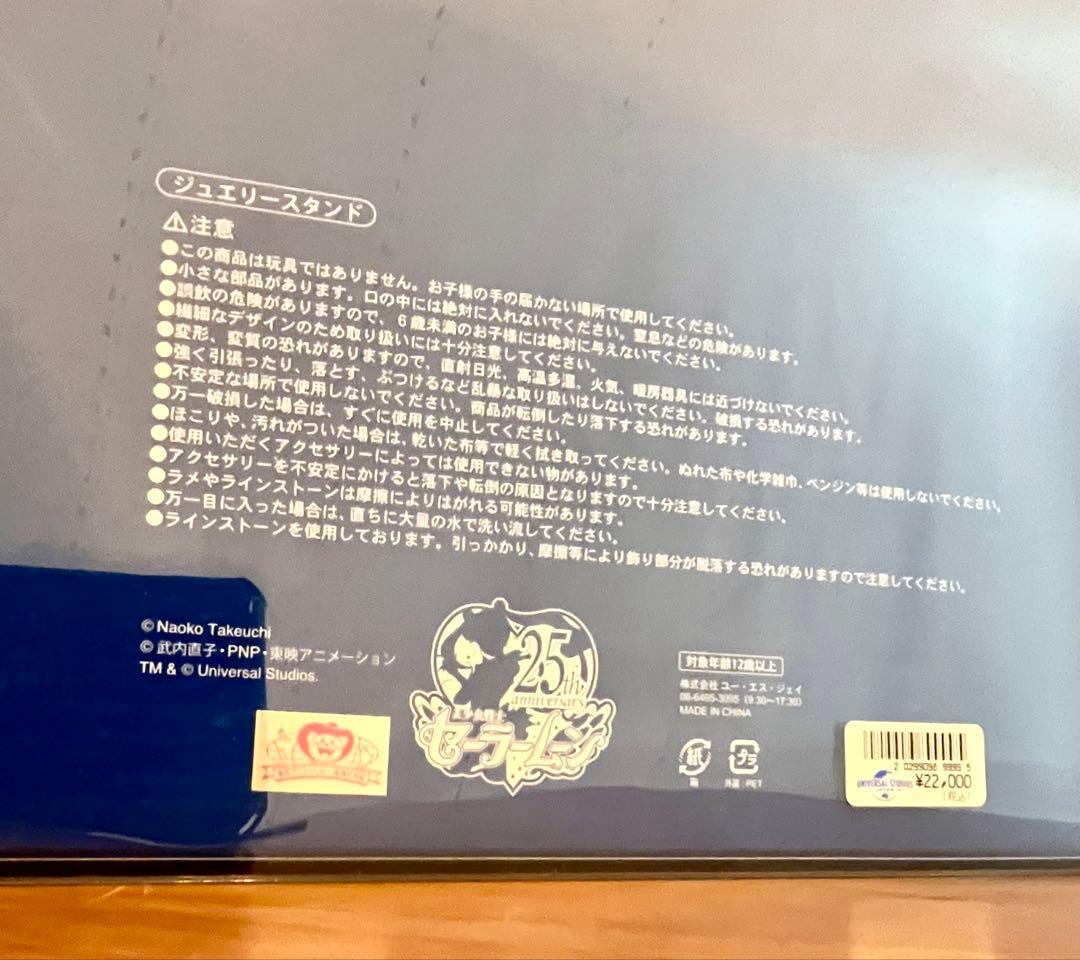 ジュエリースタンド
⚠注意
●この商品は玩具ではありません。お子様の手の届かない場所で使用してください。
●小さな部品があります。口の中には絶対に入れないでください。窒息などの危険があります。
●誤飲の危険がありますので、6歳未満のお子様には絶対に与えないでください。
●繊細なデザインのため取り扱いには十分注意してください。
●変形、変質の恐れがありますので、直射日光、高温多湿、火気、暖房器具には近づけないでください。
●強く引張ったり、落とす、ぶつけるなど乱暴な取り扱いはしないでください。破損する恐れがあります。
●不安定な場所で使用しないでください。商品が転倒したり落下する恐れがあります。
●万一破損した場合は、すぐに使用を中止してください。
●ほこりや、汚れがついた場合は、乾いた布等で軽く拭き取ってください。ぬれた布や化学雑巾、ベンジン等は使用しないでください。
●使用いただくアクセサリーによっては使用できない物があります。
●アクセサリーを不安定にかけると落下や転倒の原因となりますので十分注意してください。
●ラメやラインストーンは摩擦によりはがれる可能性があります。
●万一目に入った場合は、直ちに大量の水で洗い流してください。
●ラインストーンを使用しております。引っかかり、摩擦等により飾り部分が脱落する恐れがありますので注意してください。
© Naoko Takeuchi
© 武内直子・PNP・東映アニメーション
TM & © Universal Studios.
25th
anniversary
美少女戦士
セーラームーン
対象年齢12歳以上
株式会社 ユー・エス・ジェイ
06-6465-3095 (9:30~17:30)
MADE IN CHINA
紙
箱
プラ
外装:PET
2 0299098 9995 5
UNIVERSAL STUDIOS
JAPAN
¥22,000
(税込)